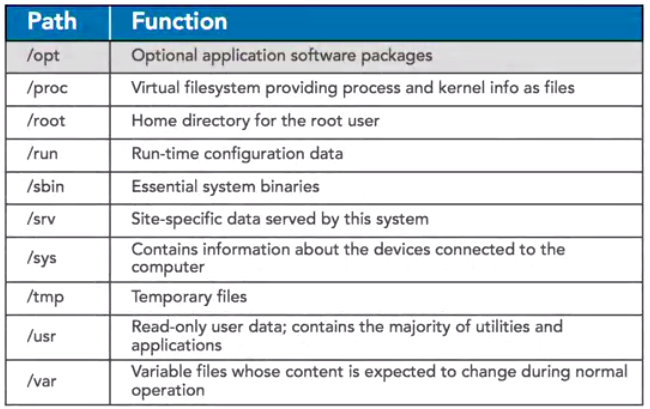 Path Function
/opt Optional application software packages
/proc Virtual filesystem providing process and kernel info as files
/root Home directory for the root user
/run Run-time configuration data
/sbin Essential system binaries
/srv Site-specific data served by this system
/sys Contains information about the devices connected to the
computer
/tmp Temporary files
/usr Read-only user data; contains the majority of utilities and
applications
/var Variable files whose content is expected to change during normal
operation